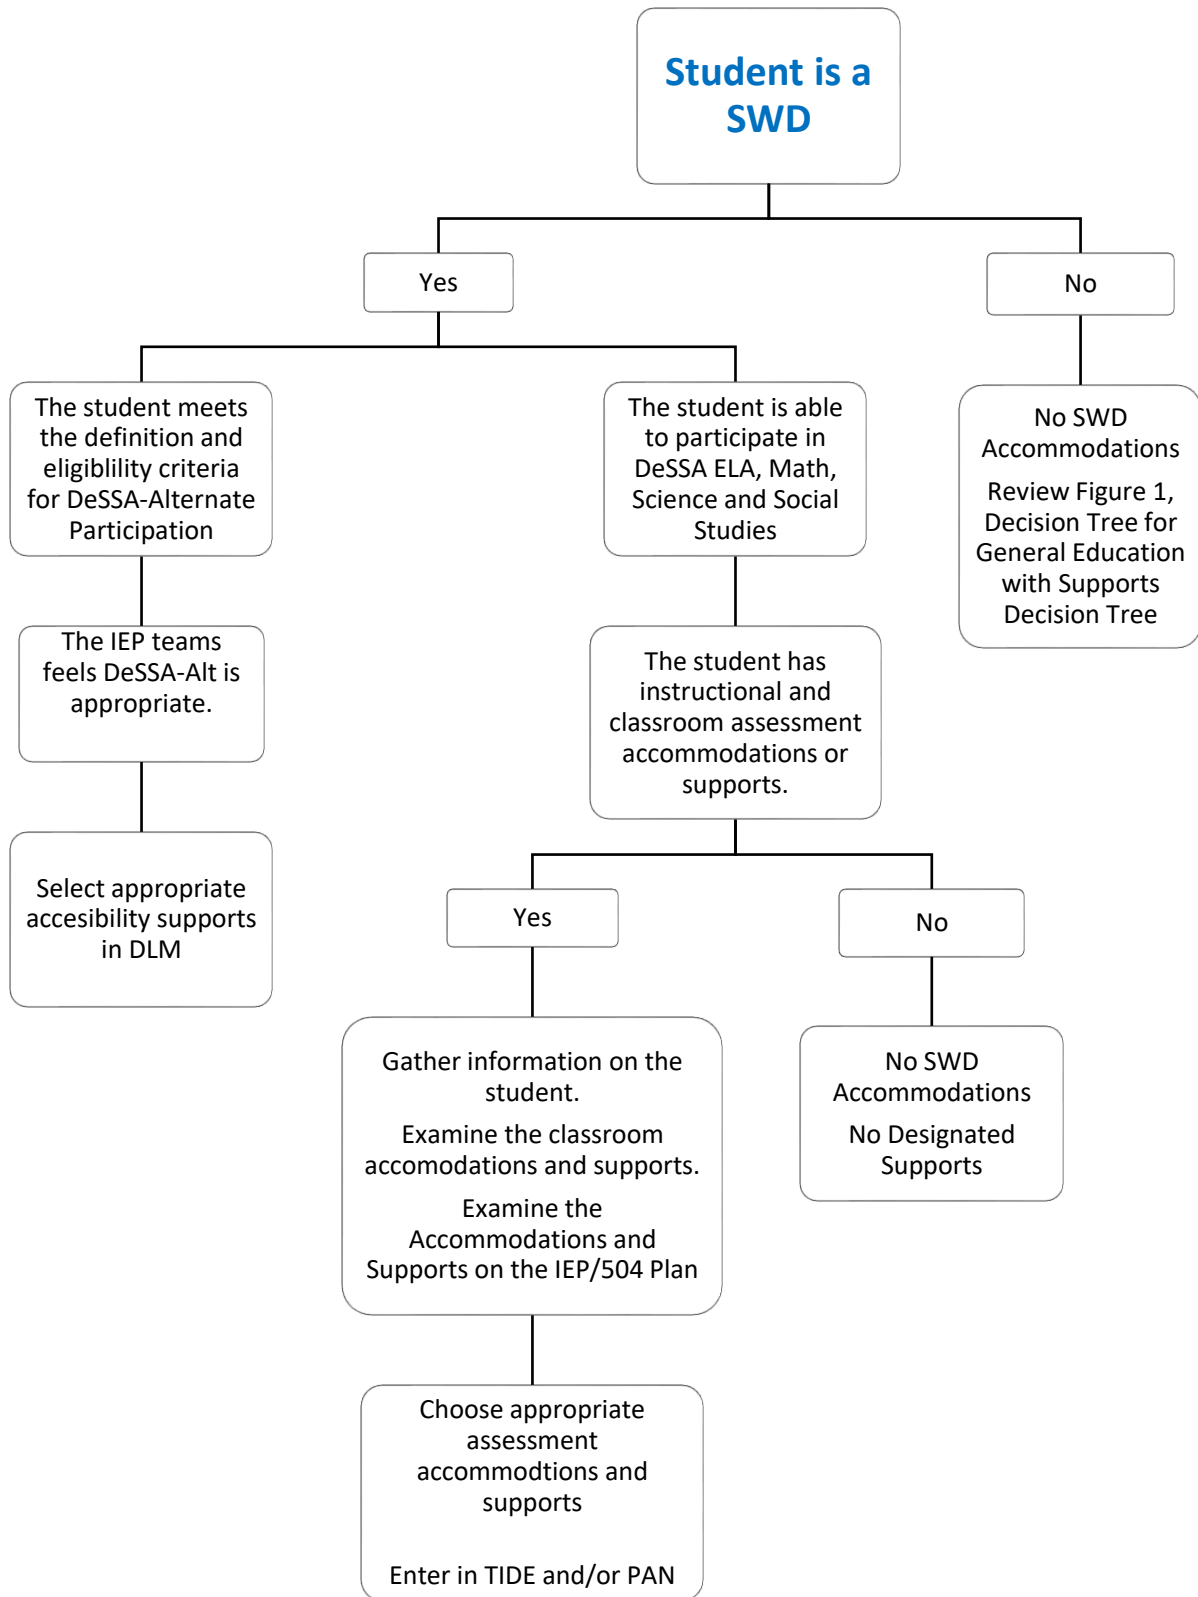 Student is a
SWD
Yes
No
The student meets
the definition and
eligiblility criteria
for DeSSA-Alternate
Participation
The student is able
to participate in
DeSSA ELA, Math,
Science and Social
Studies
No SWD
Accommodations
Review Figure 1,
Decision Tree for
General Education
with Supports
Decision Tree
The IEP teams
feels DeSSA-Alt is
appropriate.
The student has
instructional and
classroom assessment
accommodations or
supports.
Select appropriate
accesibility supports
in DLM
Yes
No
Gather information on the
student.
Examine the classroom
accomodations and supports.
Examine the
Accommodations and
Supports on the IEP/504 Plan
No SWD
Accommodations
No Designated
Supports
Choose appropriate
assessment
accommodtions and
supports
Enter in TIDE and/or PAN